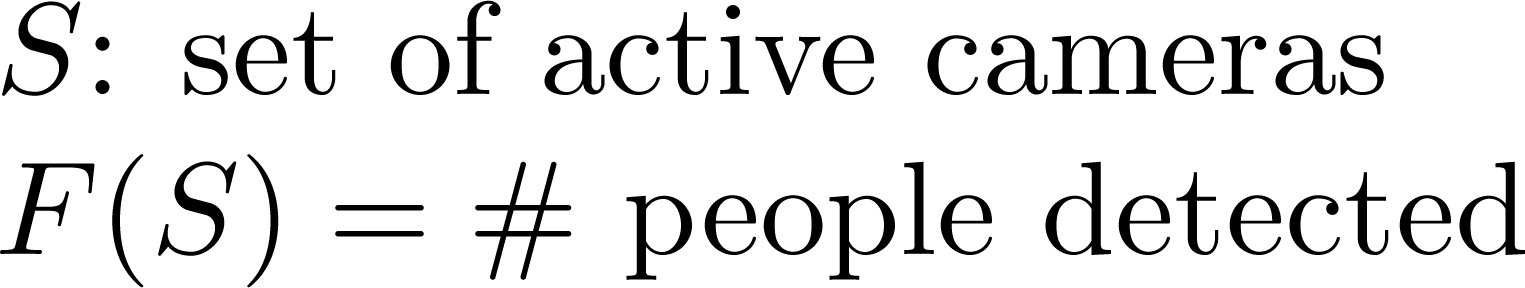 S: set of active cameras
F(S) = # people detected